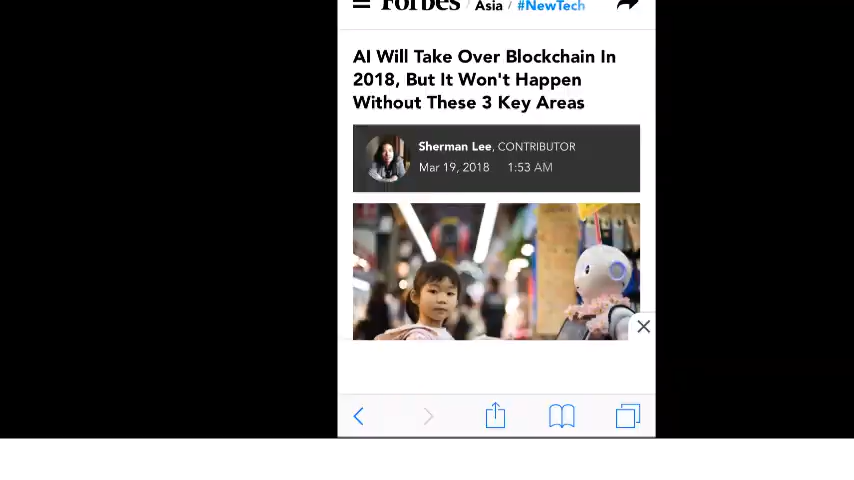 Forbes / Asia / #NewTech
AI Will Take Over Blockchain In
2018, But It Won't Happen
Without These 3 Key Areas
Sherman Lee, CONTRIBUTOR
Mar 19, 2018 1:53 AM